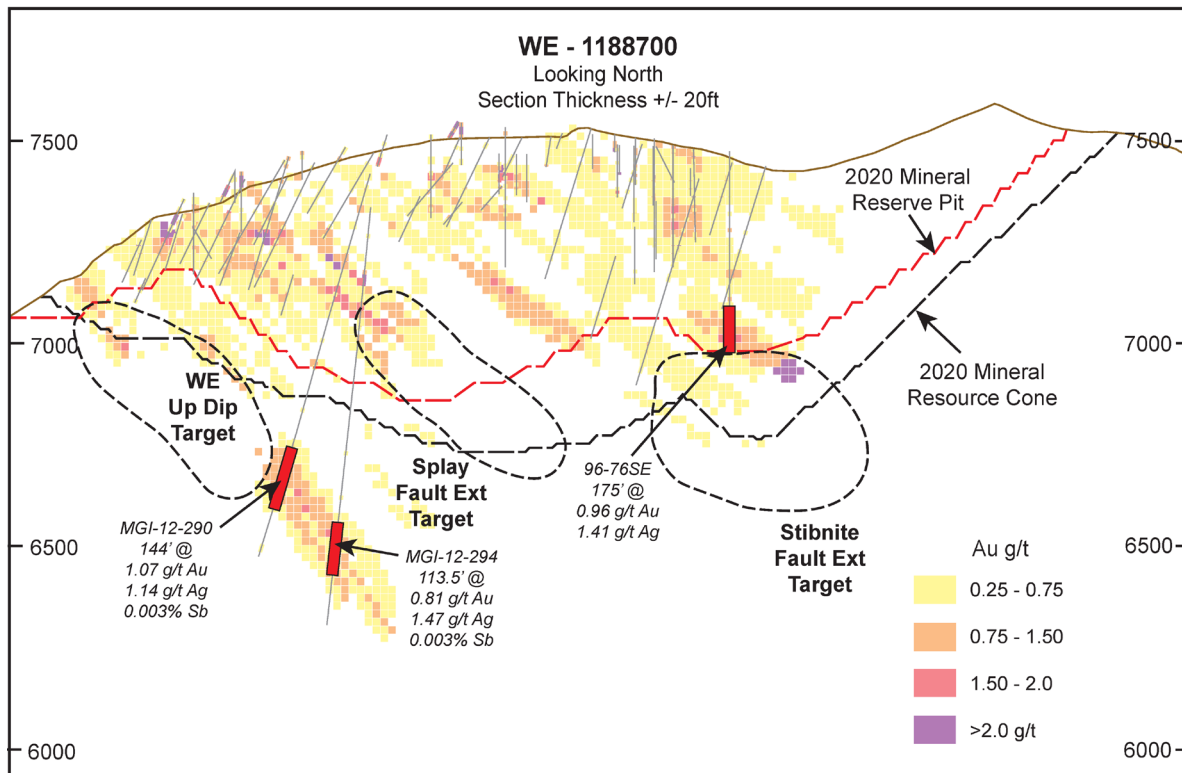 WE - 1188700
Looking North
Section Thickness +/- 20ft
7500
7500
2020 Mineral
Reserve Pit
7000
7000
2020 Mineral
Resource Cone
WE
Up Dip
Target
Splay
Fault Ext
Target
96-76SE
175' @
0.96 g/t Au
1.41 g/t Ag
Stibnite
Fault Ext
Target
MGI-12-290
144' @
1.07 g/t Au
1.14 g/t Ag
0.003% Sb
MGI-12-294
113.5' @
0.81 g/t Au
1.47 g/t Ag
0.003% Sb
6500
6500
Au g/t
0.25 - 0.75
0.75 - 1.50
1.50 - 2.0
>2.0 g/t
6000
6000